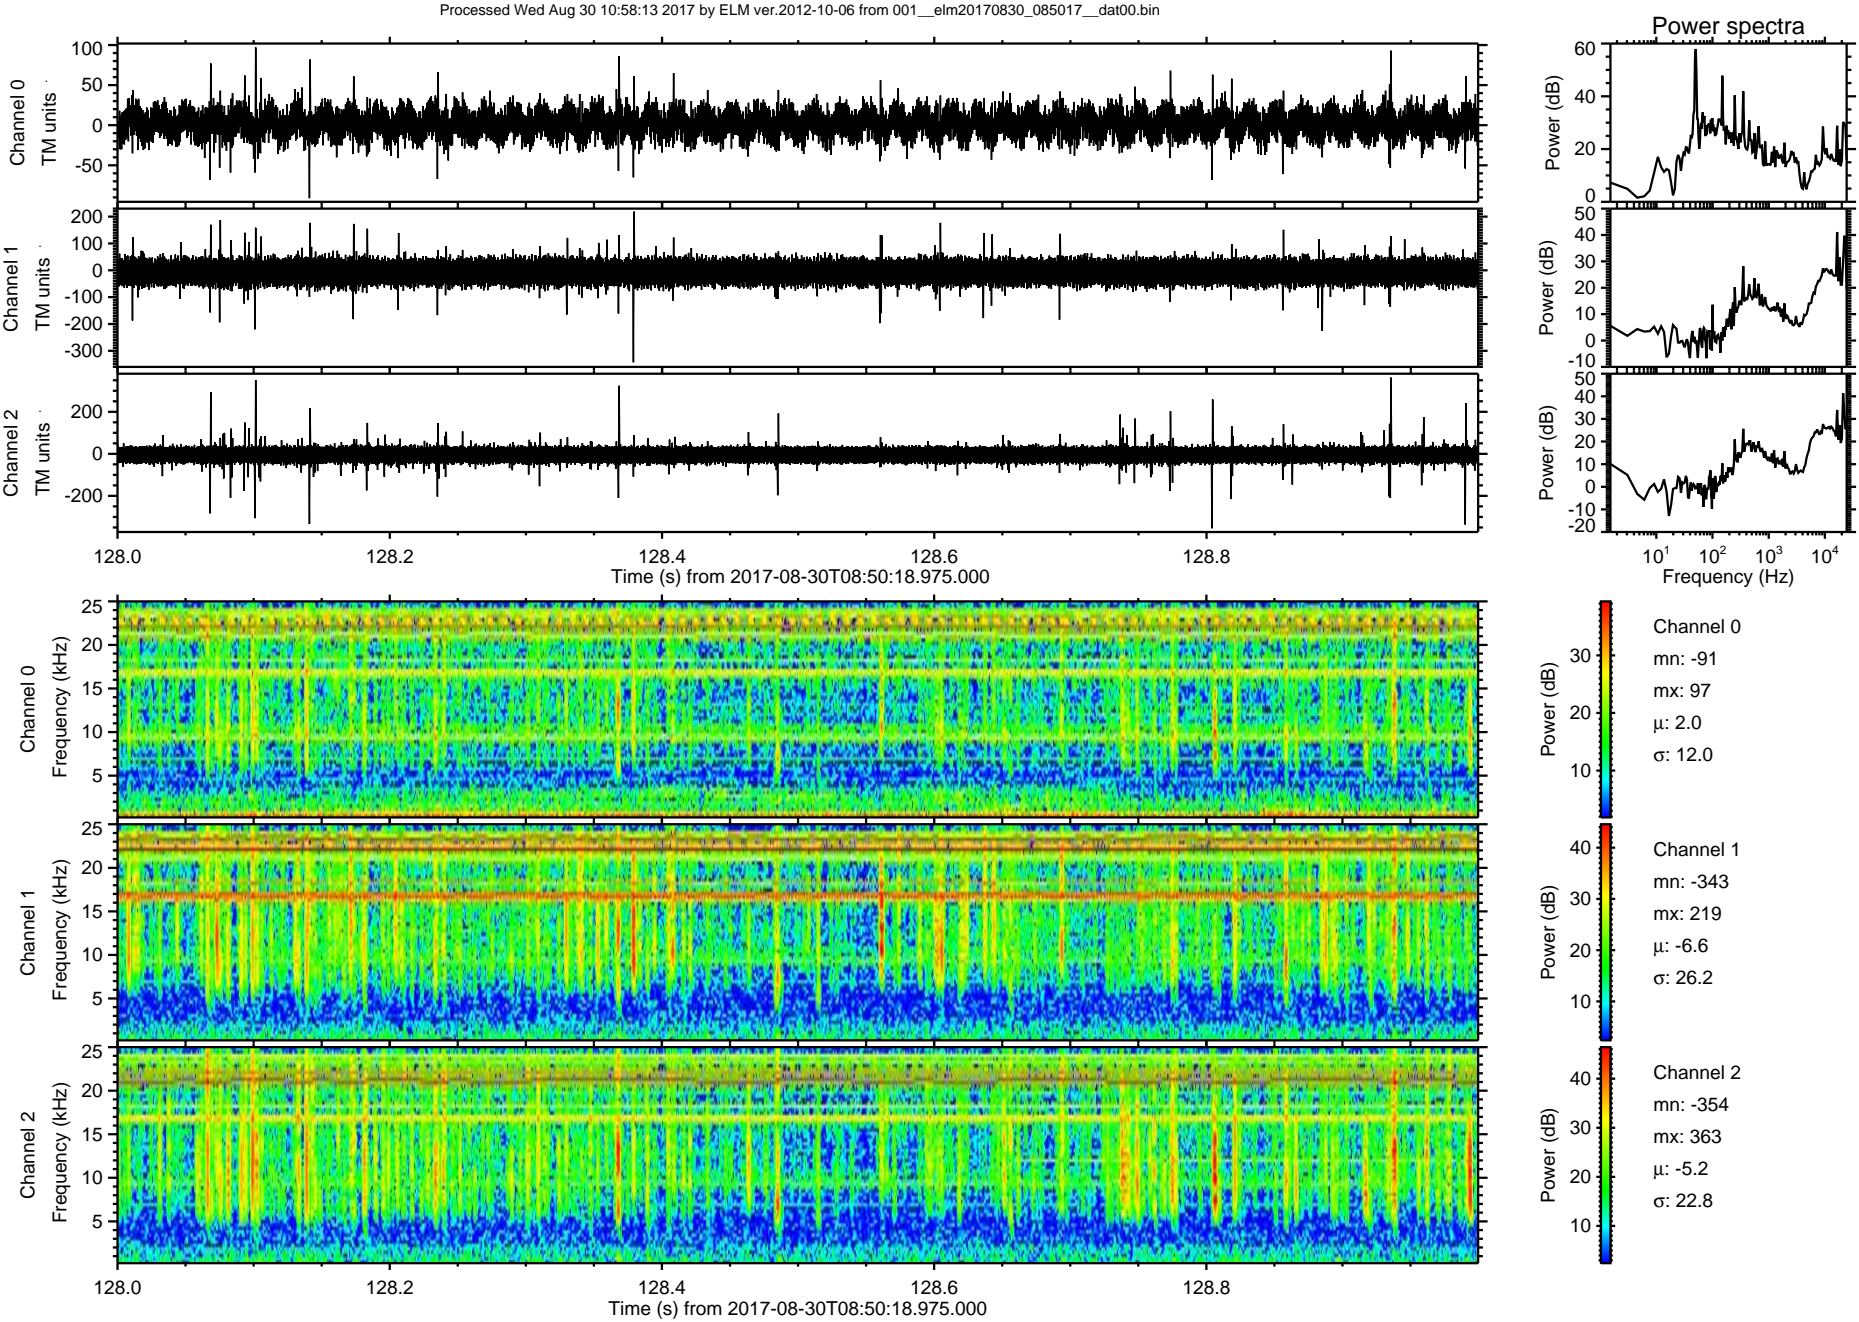 Processed Wed Aug 30 10:58:13 2017 by ELM ver.2012-10-06 from 001__elm20170830_085017__dat00.bin
Power spectra
Channel 0
TM units
100
50
0
-50
Power (dB)
60
40
20
0
Channel 1
TM units
200
100
0
-100
-200
-300
Power (dB)
50
40
30
20
10
0
-10
Channel 2
TM units
200
0
-200
Power (dB)
50
40
30
20
10
0
-10
-20
128.0 128.2 128.4 128.6 128.8
Time (s) from 2017-08-30T08:50:18.975.000
10^1 10^2 10^3 10^4
Frequency (Hz)
Channel 0
Frequency (kHz)
25
20
15
10
5
Power (dB)
30
20
10
Channel 0
mn: -91
mx: 97
μ: 2.0
σ: 12.0
Channel 1
Frequency (kHz)
25
20
15
10
5
Power (dB)
40
30
20
10
Channel 1
mn: -343
mx: 219
μ: -6.6
σ: 26.2
Channel 2
Frequency (kHz)
25
20
15
10
5
Power (dB)
40
30
20
10
Channel 2
mn: -354
mx: 363
μ: -5.2
σ: 22.8
128.0 128.2 128.4 128.6 128.8
Time (s) from 2017-08-30T08:50:18.975.000